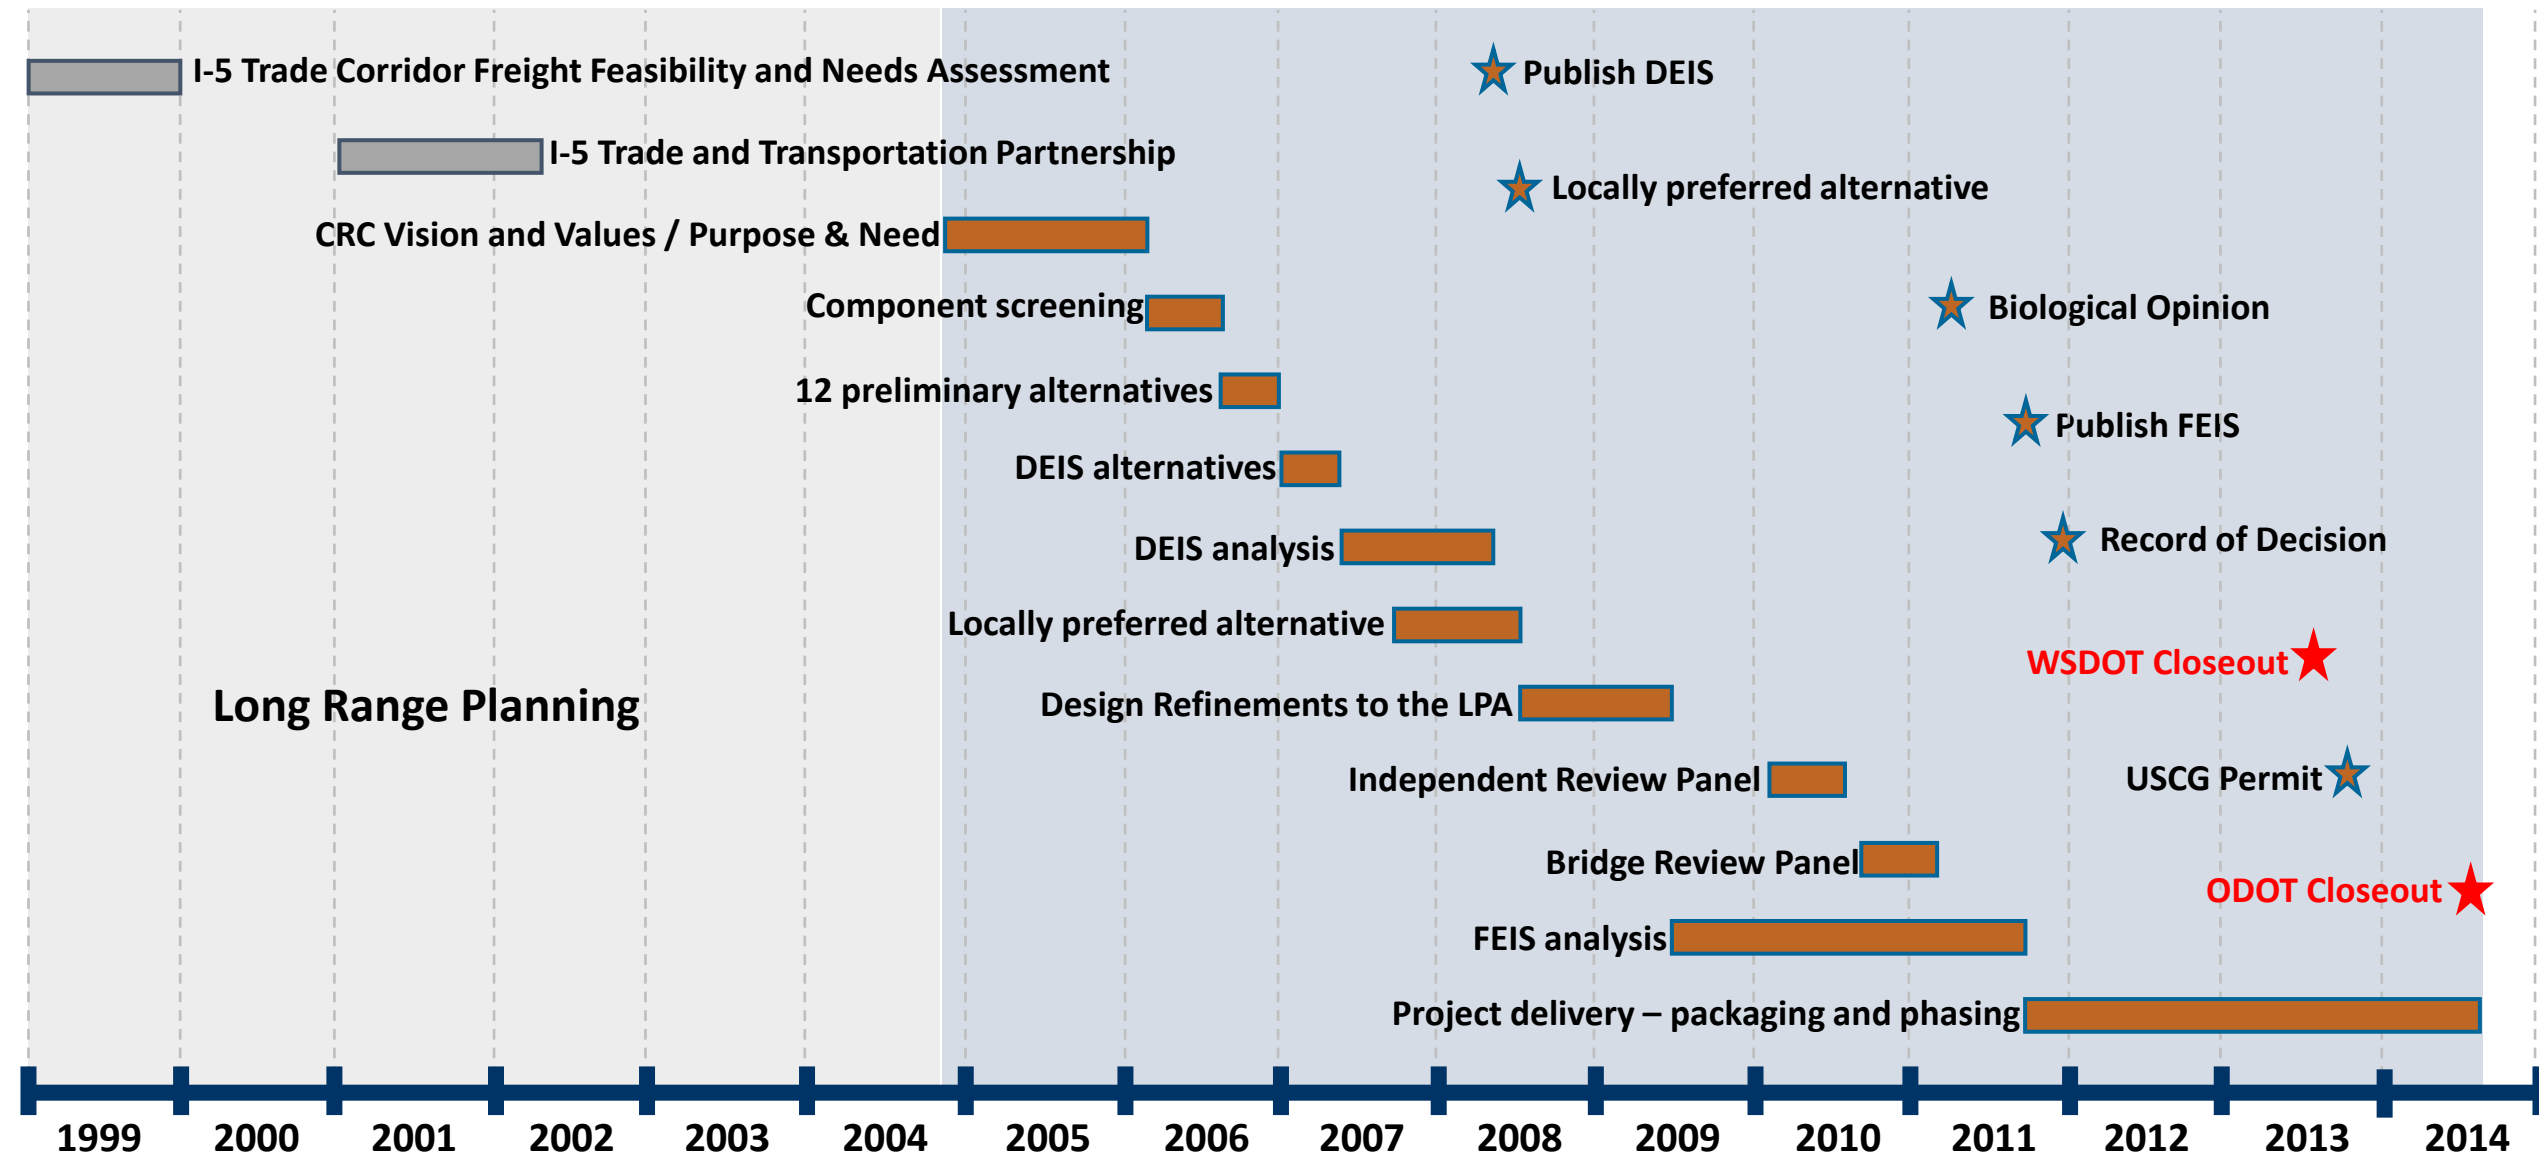 I-5 Trade Corridor Freight Feasibility and Needs Assessment
Publish DEIS
I-5 Trade and Transportation Partnership
Locally preferred alternative
CRC Vision and Values / Purpose & Need
Component screening
Biological Opinion
12 preliminary alternatives
Publish FEIS
DEIS alternatives
DEIS analysis
Record of Decision
Locally preferred alternative
WSDOT Closeout
Long Range Planning
Design Refinements to the LPA
Independent Review Panel
USCG Permit
Bridge Review Panel
ODOT Closeout
FEIS analysis
Project delivery – packaging and phasing
1999 2000 2001 2002 2003 2004 2005 2006 2007 2008 2009 2010 2011 2012 2013 2014